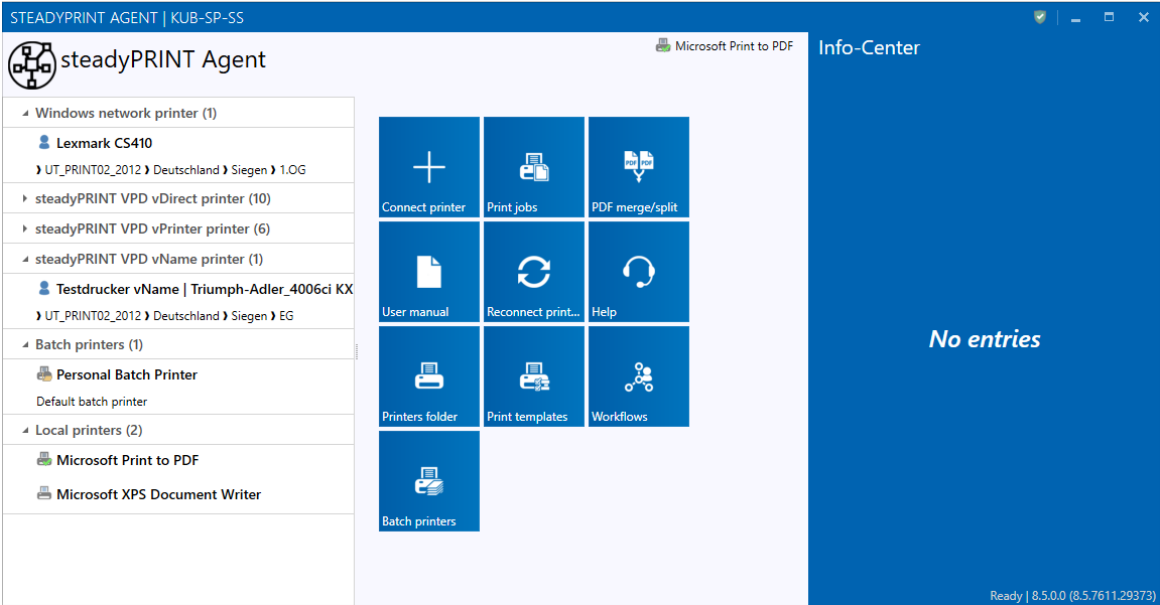 STEADYPRINT AGENT | KUB-SP-SS
steadyPRINT Agent
Microsoft Print to PDF
Windows network printer (1)
Lexmark CS410
❱ UT_PRINT02_2012 ❱ Deutschland ❱ Siegen ❱ 1.OG
steadyPRINT VPD vDirect printer (10)
steadyPRINT VPD vPrinter printer (6)
steadyPRINT VPD vName printer (1)
Testdrucker vName | Triumph-Adler_4006ci KX
❱ UT_PRINT02_2012 ❱ Deutschland ❱ Siegen ❱ EG
Batch printers (1)
Personal Batch Printer
Default batch printer
Local printers (2)
Microsoft Print to PDF
Microsoft XPS Document Writer
Connect printer
Print jobs
PDF PDF
PDF merge/split
User manual
Reconnect print...
Help
Printers folder
Print templates
Workflows
Batch printers
Info-Center
No entries
Ready | 8.5.0.0 (8.5.7611.29373)